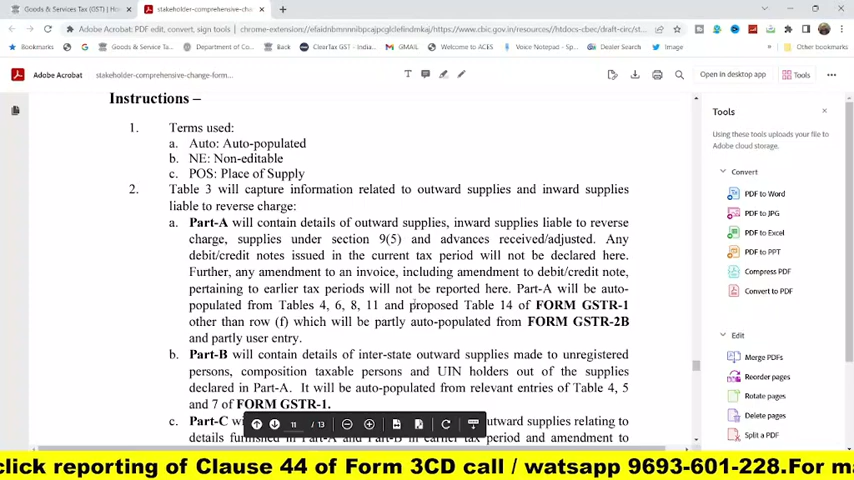 Goods & Services Tax (GST) | Ho
stakeholder-comprehensive-cha
Adobe Acrobat: PDF edit, convert, sign tools
chrome-extension://efaidnbmnnnibpcajpcglclefindmkaj/https://www.cbic.gov.in/resources//htdocs-cbec/draft-circ/st
Bookmarks
Goods & Service Ta...
Department of Co...
Back
ClearTax GST - India...
GMAIL
Welcome to ACES
Voice Notepad - Sp...
Dealer Search
Twitter
Image
Other bookmarks
Adobe Acrobat
stakeholder-comprehensive-change-form...
Open in desktop app
Tools
Instructions –
1. Terms used:
a. Auto: Auto-populated
b. NE: Non-editable
c. POS: Place of Supply
2. Table 3 will capture information related to outward supplies and inward supplies
liable to reverse charge:
a. Part-A will contain details of outward supplies, inward supplies liable to reverse
charge, supplies under section 9(5) and advances received/adjusted. Any
debit/credit notes issued in the current tax period will not be declared here.
Further, any amendment to an invoice, including amendment to debit/credit note,
pertaining to earlier tax periods will not be reported here. Part-A will be auto-
populated from Tables 4, 6, 8, 11 and proposed Table 14 of FORM GSTR-1
other than row (f) which will be partly auto-populated from FORM GSTR-2B
and partly user entry.
b. Part-B will contain details of inter-state outward supplies made to unregistered
persons, composition taxable persons and UIN holders out of the supplies
declared in Part-A. It will be auto-populated from relevant entries of Table 4, 5
and 7 of FORM GSTR-1.
c. Part-C wi
outward supplies relating to
details furnished in Part-A and Part-B in earlier tax period and amendment to
11 / 13
Tools
Using these tools uploads your file to
Adobe cloud storage.
Convert
PDF to Word
PDF to JPG
PDF to Excel
PDF to PPT
Compress PDF
Convert to PDF
Edit
Merge PDFs
Reorder pages
Rotate pages
Delete pages
Split a PDF
click reporting of Clause 44 of Form 3CD call / watsapp 9693-601-228.For ma